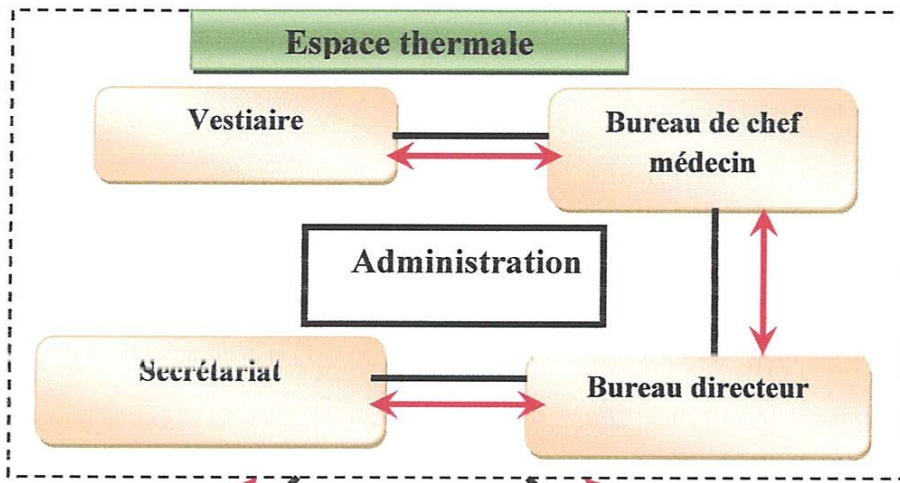 Espace thermale
Vestiaire
Bureau de chef
médecin
Administration
Secrétariat
Bureau directeur